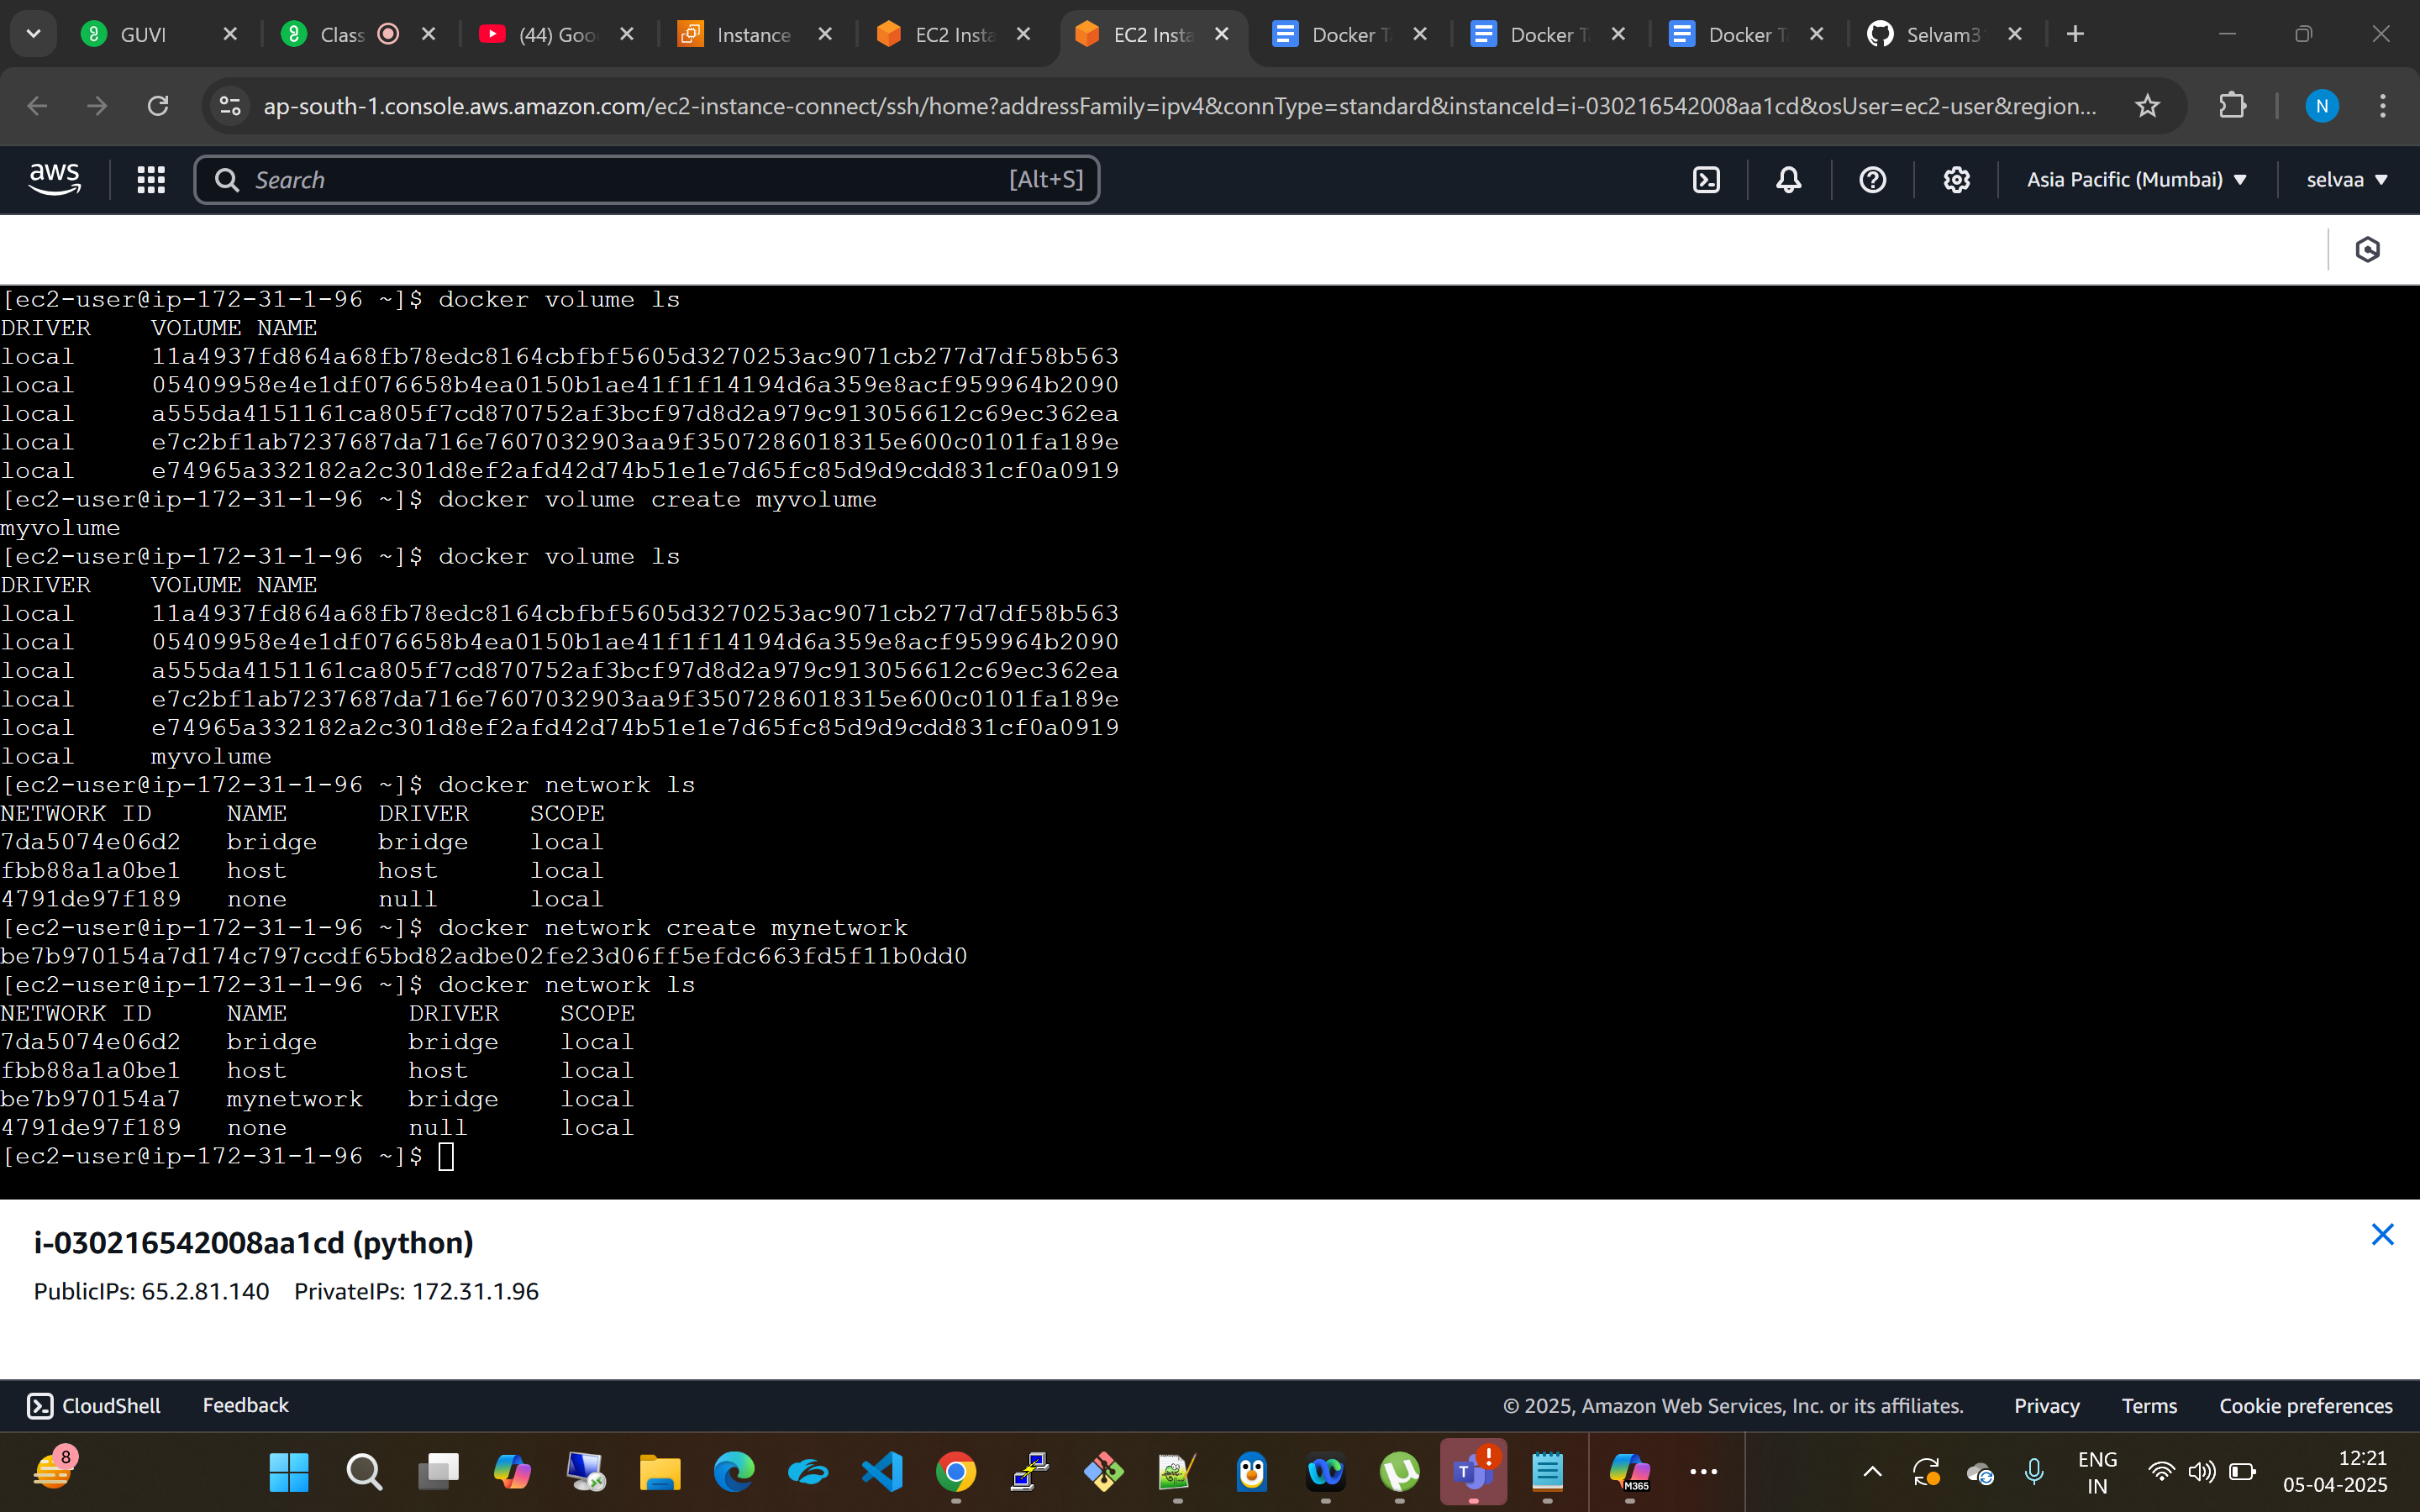 GUVI
Class
(44) Goo
Instance
EC2 Insta
EC2 Insta
Docker T
Docker T
Docker T
Selvam3
ap-south-1.console.aws.amazon.com/ec2-instance-connect/ssh/home?addressFamily=ipv4&connType=standard&instanceId=i-030216542008aa1cd&osUser=ec2-user&region...
N
aws
Search
[Alt+S]
Asia Pacific (Mumbai)
selvaa
[ec2-user@ip-172-31-1-96 ~]$ docker volume ls
DRIVER VOLUME NAME
local 11a4937fd864a68fb78edc8164cbfbf5605d3270253ac9071cb277d7df58b563
local 05409958e4e1df076658b4ea0150b1ae41f1f14194d6a359e8acf959964b2090
local a555da4151161ca805f7cd870752af3bcf97d8d2a979c913056612c69ec362ea
local e7c2bf1ab7237687da716e7607032903aa9f3507286018315e600c0101fa189e
local e74965a332182a2c301d8ef2afd42d74b51e1e7d65fc85d9d9cdd831cf0a0919
[ec2-user@ip-172-31-1-96 ~]$ docker volume create myvolume
myvolume
[ec2-user@ip-172-31-1-96 ~]$ docker volume ls
DRIVER VOLUME NAME
local 11a4937fd864a68fb78edc8164cbfbf5605d3270253ac9071cb277d7df58b563
local 05409958e4e1df076658b4ea0150b1ae41f1f14194d6a359e8acf959964b2090
local a555da4151161ca805f7cd870752af3bcf97d8d2a979c913056612c69ec362ea
local e7c2bf1ab7237687da716e7607032903aa9f3507286018315e600c0101fa189e
local e74965a332182a2c301d8ef2afd42d74b51e1e7d65fc85d9d9cdd831cf0a0919
local myvolume
[ec2-user@ip-172-31-1-96 ~]$ docker network ls
NETWORK ID NAME DRIVER SCOPE
7da5074e06d2 bridge bridge local
fbb88a1a0be1 host host local
4791de97f189 none null local
[ec2-user@ip-172-31-1-96 ~]$ docker network create mynetwork
be7b970154a7d174c797ccdf65bd82adbe02fe23d06ff5efdc663fd5f11b0dd0
[ec2-user@ip-172-31-1-96 ~]$ docker network ls
NETWORK ID NAME DRIVER SCOPE
7da5074e06d2 bridge bridge local
fbb88a1a0be1 host host local
be7b970154a7 mynetwork bridge local
4791de97f189 none null local
[ec2-user@ip-172-31-1-96 ~]$
i-030216542008aa1cd (python)
PublicIPs: 65.2.81.140 PrivateIPs: 172.31.1.96
CloudShell
Feedback
© 2025, Amazon Web Services, Inc. or its affiliates.
Privacy
Terms
Cookie preferences
8
M365
ENG
IN
12:21
05-04-2025